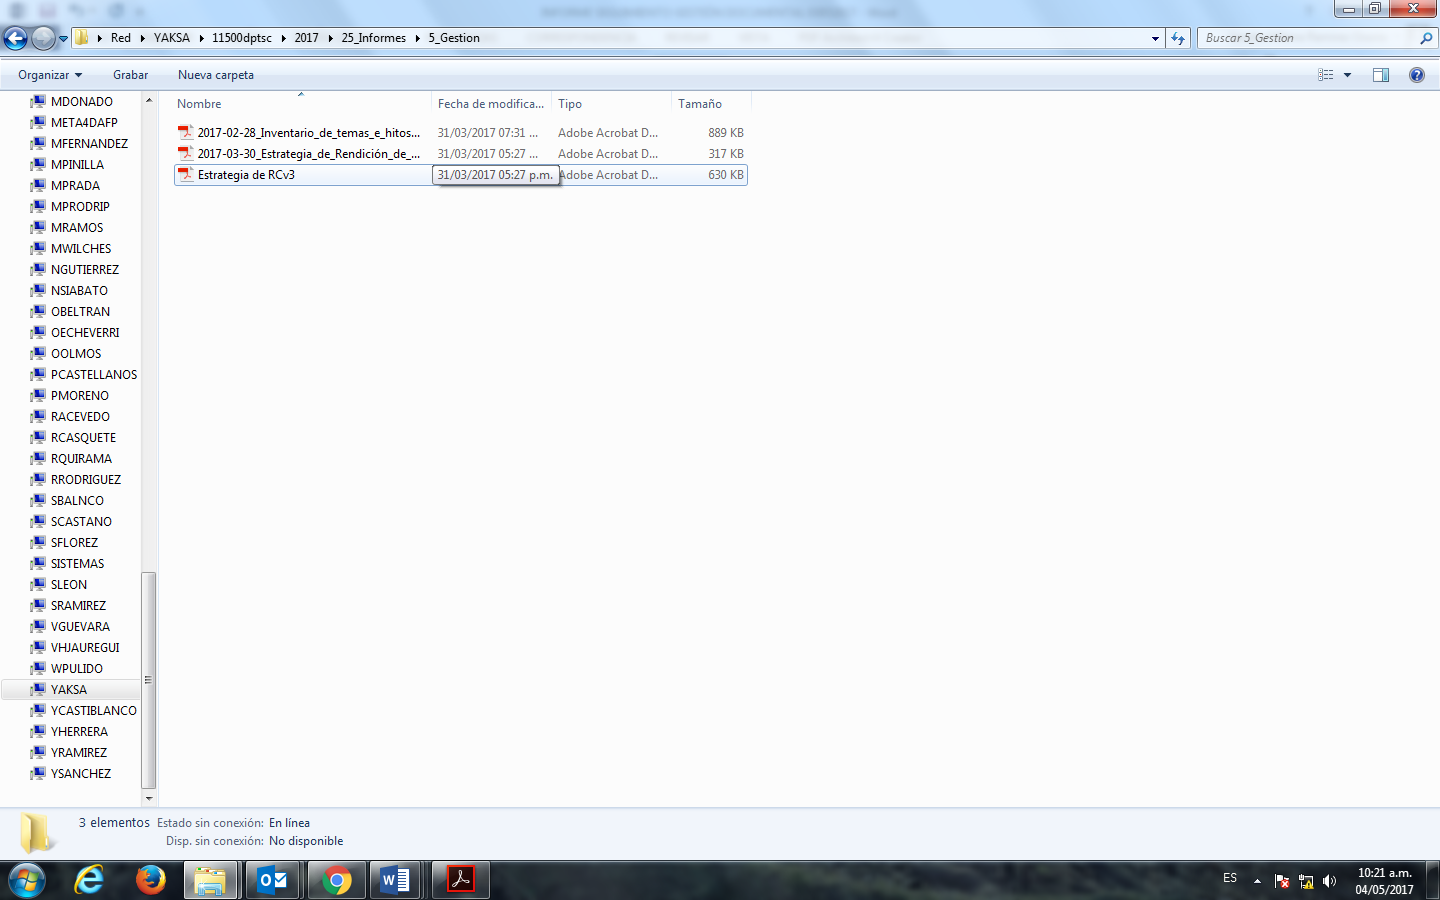 Red ▸ YAKSA ▸ 11500dptsc ▸ 2017 ▸ 25_Informes ▸ 5_Gestion
Buscar 5_Gestion
Organizar Grabar Nueva carpeta
Nombre Fecha de modifica... Tipo Tamaño
2017-02-28_Inventario_de_temas_e_hitos... 31/03/2017 07:31 ... Adobe Acrobat D... 889 KB
2017-03-30_Estrategia_de_Rendición_de_... 31/03/2017 05:27 ... Adobe Acrobat D... 317 KB
Estrategia de RCv3 31/03/2017 05:27 p.m. Adobe Acrobat D... 630 KB
MDONADO
META4DAFP
MFERNANDEZ
MPINILLA
MPRADA
MPRODRIP
MRAMOS
MWILCHES
NGUTIERREZ
NSIABATO
OBELTRAN
OECHEVERRI
OOLMOS
PCASTELLANOS
PMORENO
RACEVEDO
RCASQUETE
RQUIRAMA
RRODRIGUEZ
SBALNCO
SCASTANO
SFLOREZ
SISTEMAS
SLEON
SRAMIREZ
VGUEVARA
VHJAUREGUI
WPULIDO
YAKSA
YCASTIBLANCO
YHERRERA
YRAMIREZ
YSANCHEZ
3 elementos Estado sin conexión: En línea
Disp. sin conexión: No disponible
ES
10:21 a.m.
04/05/2017